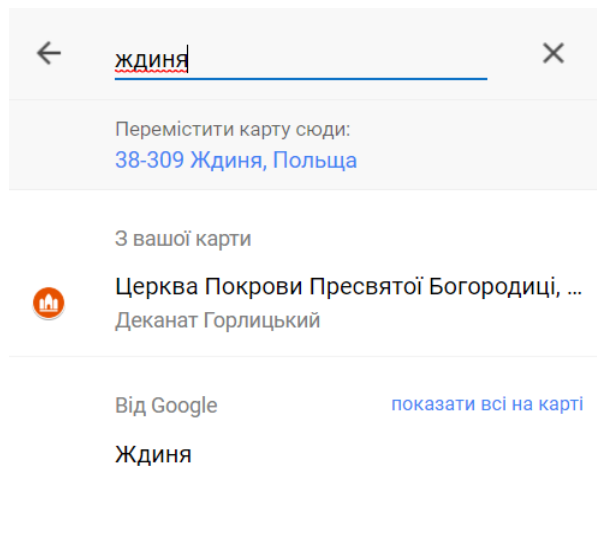 ждиня
Перемістити карту сюди:
38-309 Ждиня, Польща
З вашої карти
Церква Покрови Пресвятої Богородиці, ...
Деканат Горлицький
Від Google
показати всі на карті
Ждиня